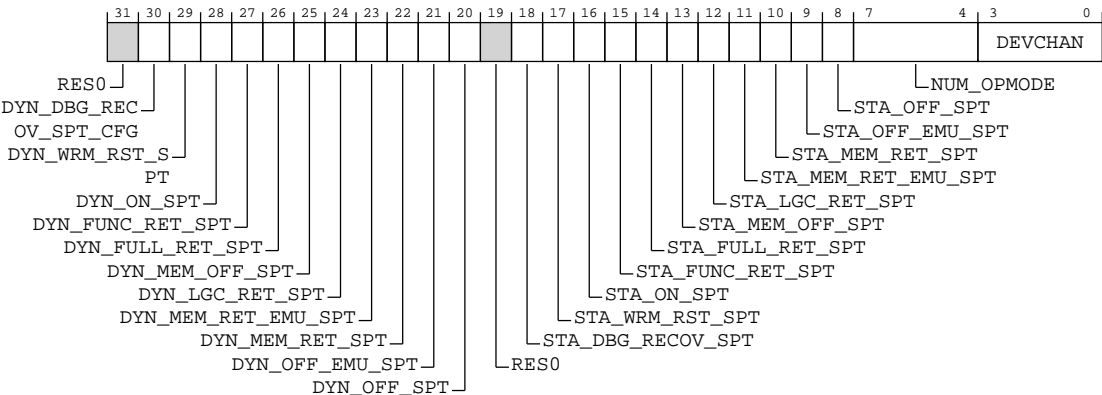 31 30 29 28 27 26 25 24 23 22 21 20 19 18 17 16 15 14 13 12 11 10 9 8 7 4 3 0
DEVCHAN
RES0 NUM_OPMODE
DYN_DBG_REC STA_OFF_SPT
OV_SPT_CFG STA_OFF_EMU_SPT
DYN_WRM_RST_S STA_MEM_RET_SPT
PT STA_MEM_RET_EMU_SPT
DYN_ON_SPT STA_LGC_RET_SPT
DYN_FUNC_RET_SPT STA_MEM_OFF_SPT
DYN_FULL_RET_SPT STA_FULL_RET_SPT
DYN_MEM_OFF_SPT STA_FUNC_RET_SPT
DYN_LGC_RET_SPT STA_ON_SPT
DYN_MEM_RET_EMU_SPT STA_WRM_RST_SPT
DYN_MEM_RET_SPT STA_DBG_RECOV_SPT
DYN_OFF_EMU_SPT RES0
DYN_OFF_SPT